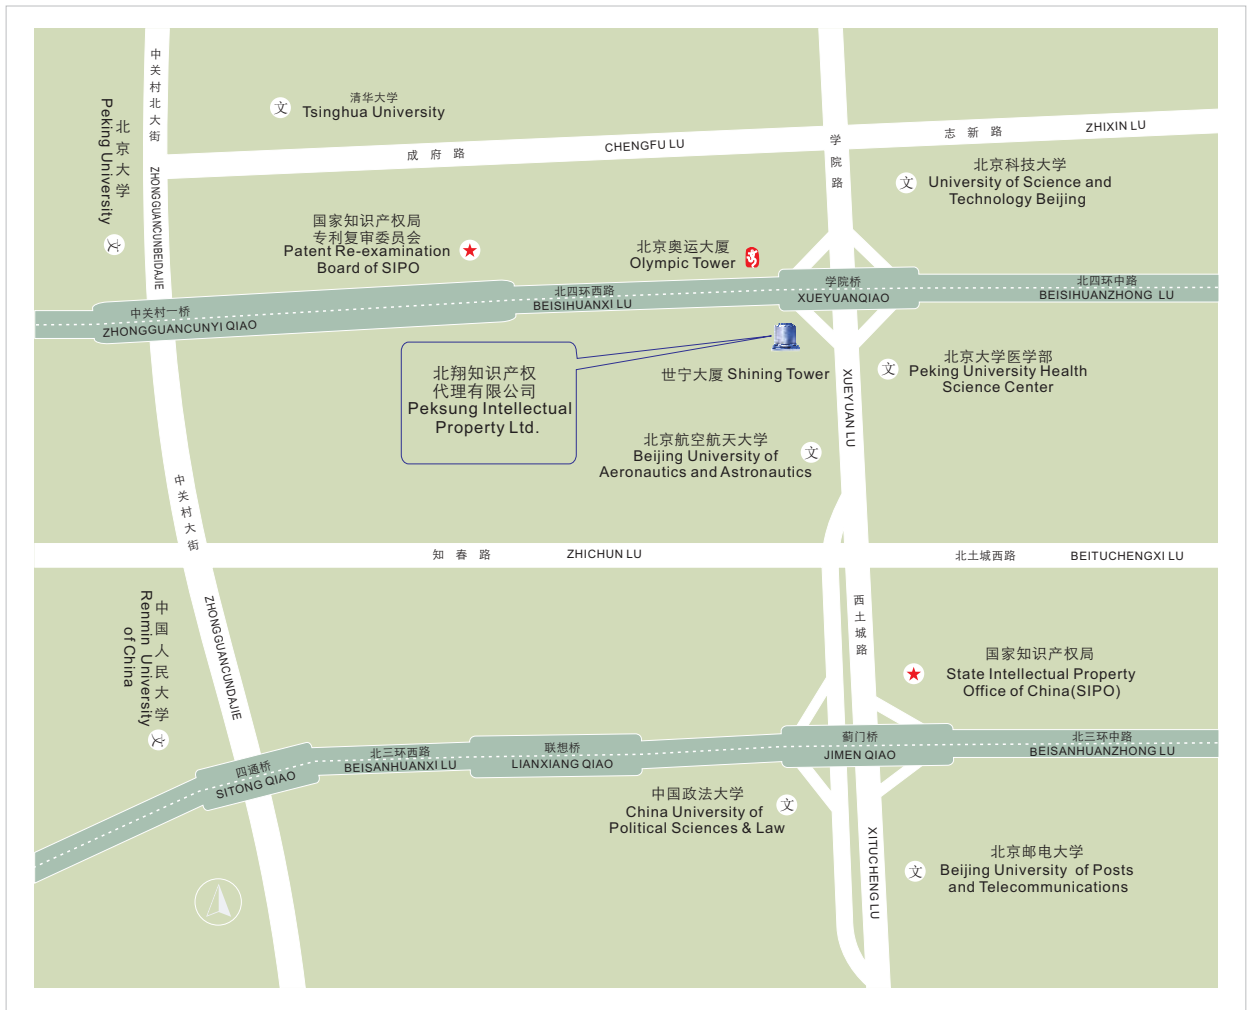 中关村北大街
ZHONGGUANCUNBEIDAJIE
北京大学
Peking University
文
文
清华大学
Tsinghua University
成府路
CHENGFU LU
学院路
志新路
ZHIXIN LU
文
北京科技大学
University of Science and
Technology Beijing
国家知识产权局
专利复审委员会
Patent Re-examination
Board of SIPO
北京奥运大厦
Olympic Tower
中关村一桥
ZHONGGUANCUNYI QIAO
北四环西路
BEISIHUANXI LU
学院桥
XUEYUANQIAO
北四环中路
BEISIHUANZHONG LU
北翔知识产权
代理有限公司
Peksung Intellectual
Property Ltd.
世宁大厦 Shining Tower
XUEYUAN LU
文
北京大学医学部
Peking University Health
Science Center
北京航空航天大学
Beijing University of
Aeronautics and Astronautics
文
中关村大街
ZHONGGUANCUNDAJIE
知春路
ZHICHUN LU
北土城西路
BEITUCHENGXI LU
中国人民大学
Renmin University
of China
文
西土城路
国家知识产权局
State Intellectual Property
Office of China(SIPO)
四通桥
SITONG QIAO
北三环西路
BEISANHUANXI LU
联想桥
LIANXIANG QIAO
蓟门桥
JIMEN QIAO
北三环中路
BEISANHUANZHONG LU
中国政法大学
China University of
Political Sciences & Law
文
XITUCHENG LU
文
北京邮电大学
Beijing University of Posts
and Telecommunications